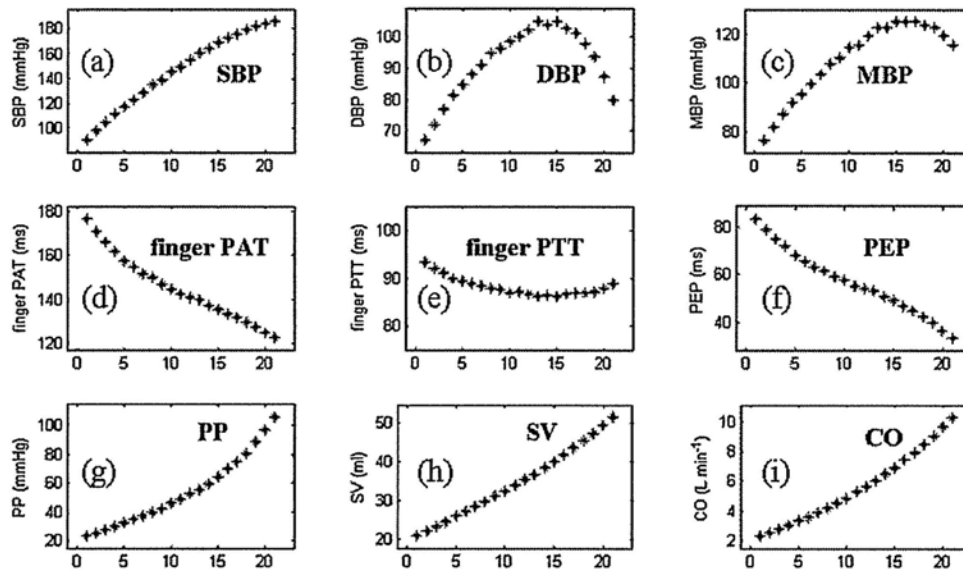 180
160
140
120
100
SBP (mmHg)
(a)
SBP
0 5 10 15 20
100
90
80
70
DBP (mmHg)
(b)
DBP
0 5 10 15 20
120
100
80
MBP (mmHg)
(c)
MBP
0 5 10 15 20
180
160
140
120
finger PAT (ms)
(d)
finger PAT
0 5 10 15 20
100
90
80
finger PTT (ms)
(e)
finger PTT
0 5 10 15 20
80
60
40
PEP (ms)
(f)
PEP
0 5 10 15 20
100
80
60
40
20
PP (mmHg)
(g)
PP
0 5 10 15 20
50
40
30
20
SV (ml)
(h)
SV
0 5 10 15 20
10
8
6
4
2
CO (L min⁻¹)
(i)
CO
0 5 10 15 20